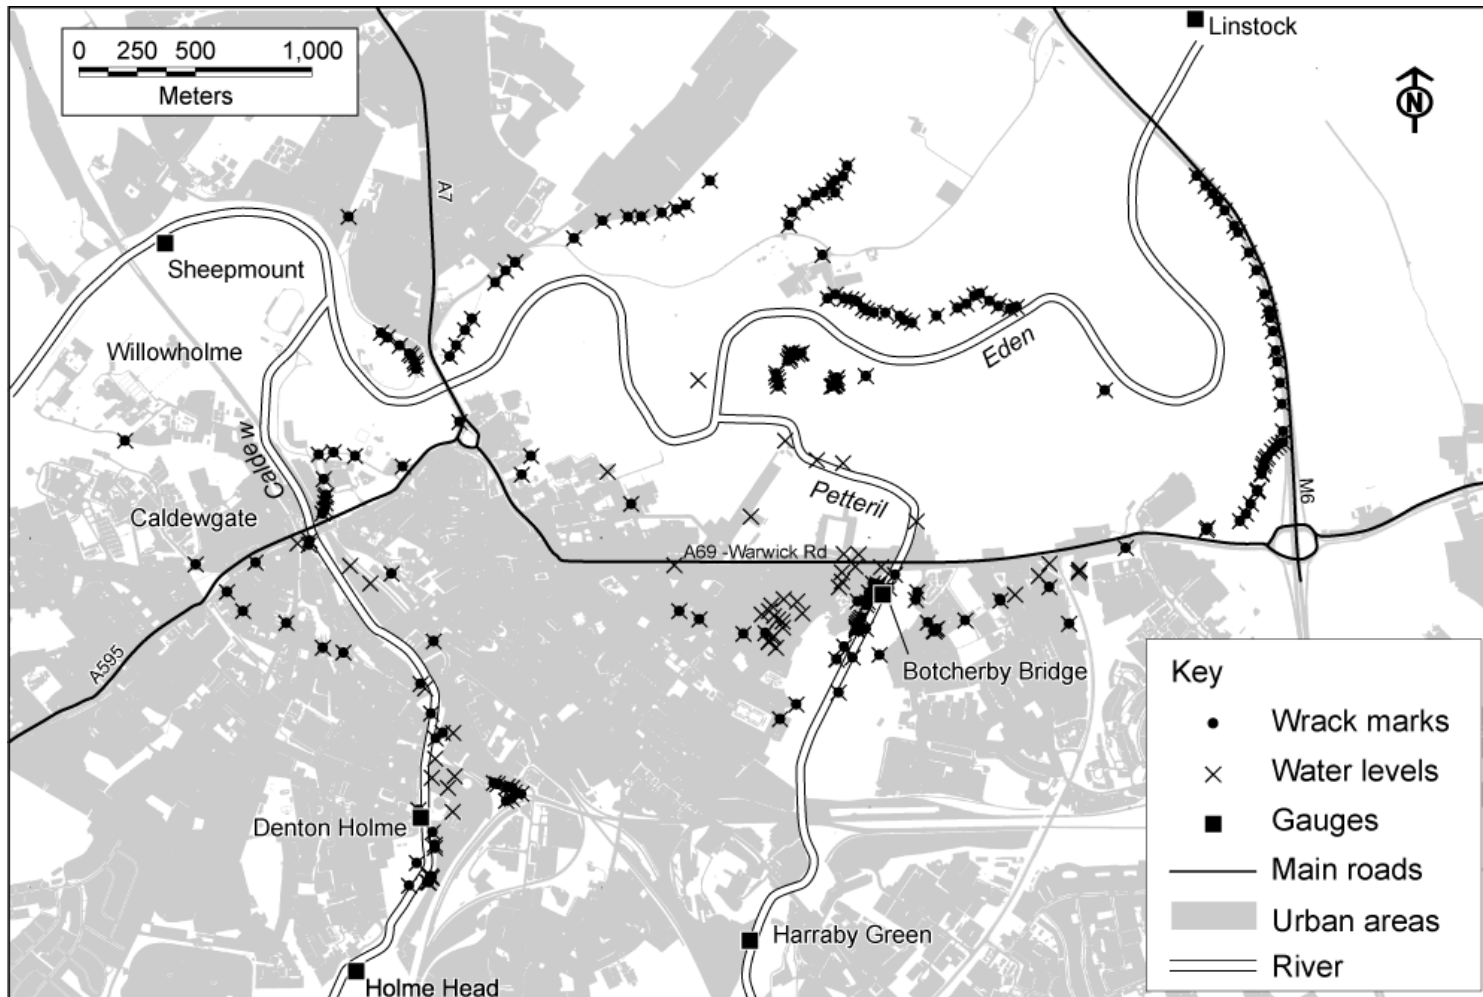 0 250 500 1,000
Meters
Linstock
N
A7
Sheepmount
Willowholme
Eden
Caldew
Caldewgate
Petteril
M6
A69 -Warwick Rd
A595
Botcherby Bridge
Denton Holme
Harraby Green
Holme Head
Key
Wrack marks
Water levels
Gauges
Main roads
Urban areas
River